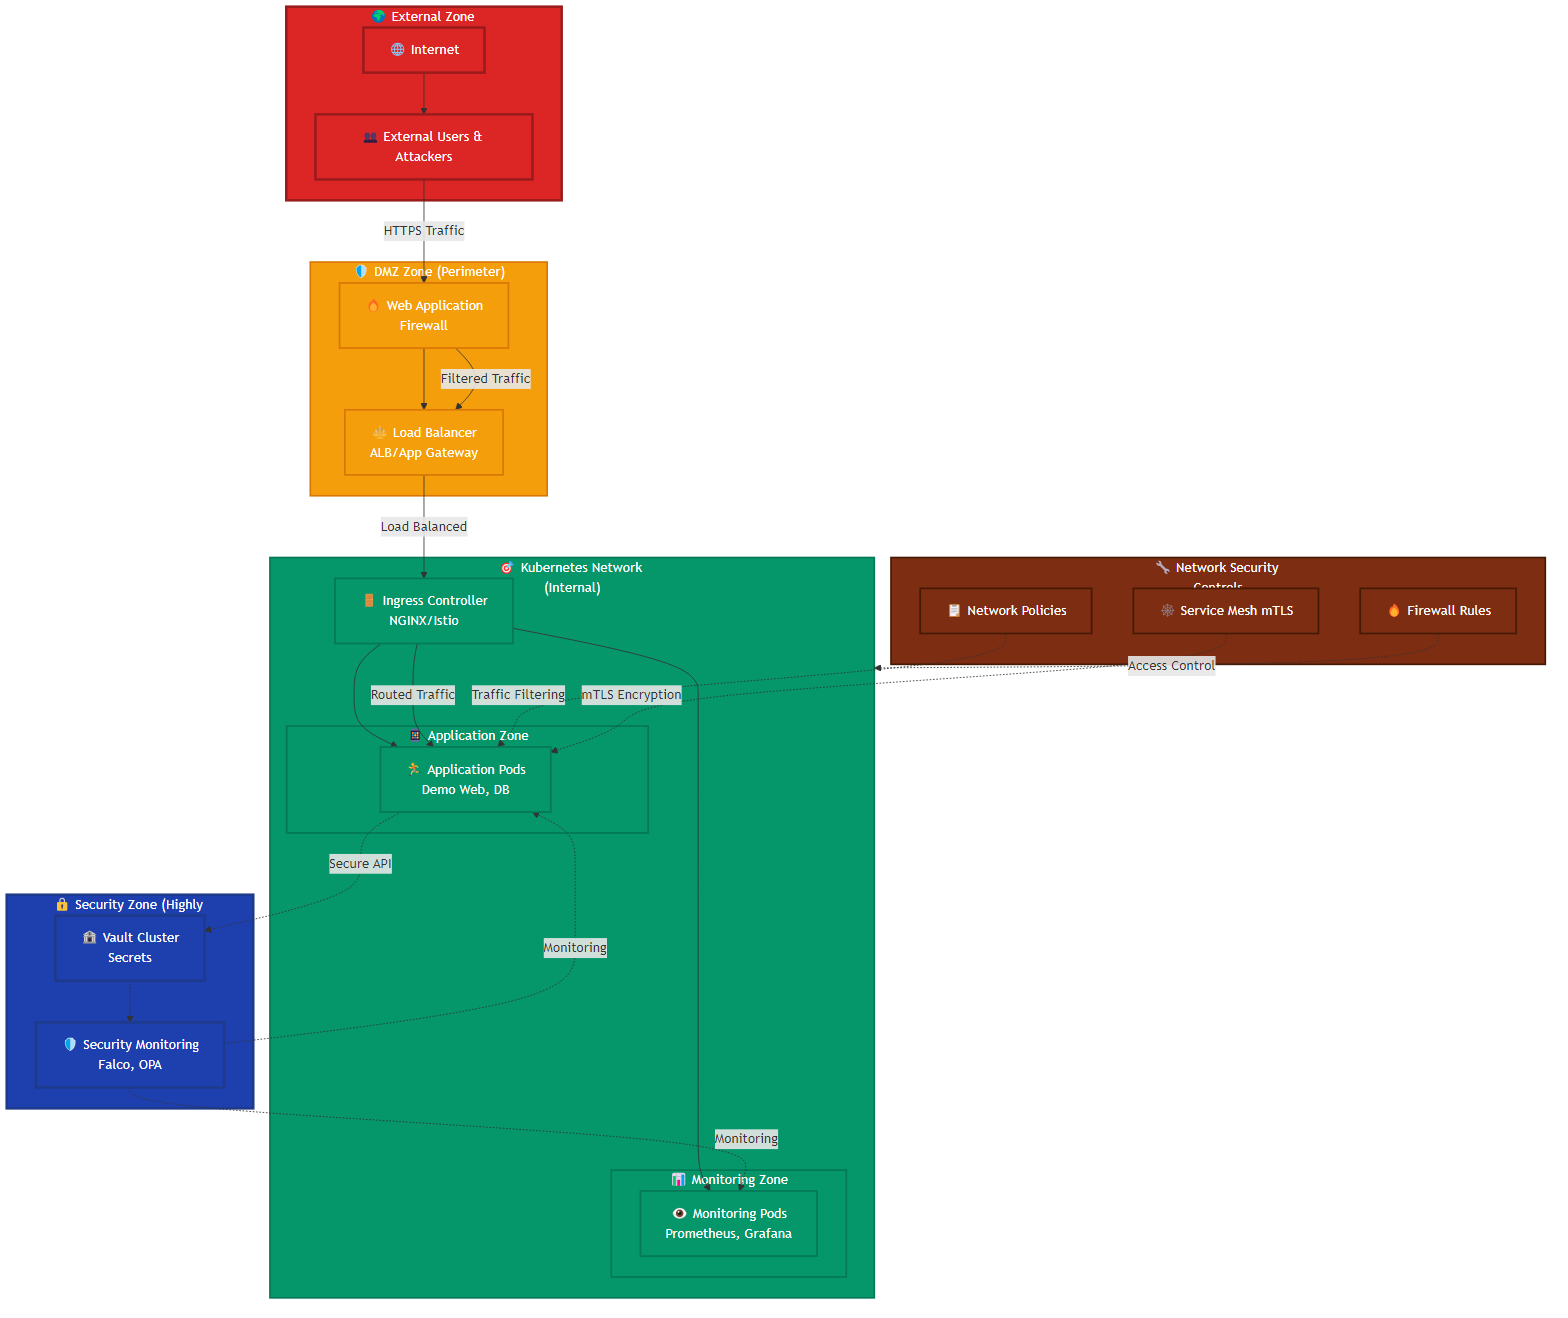 🌍 External Zone
🌐 Internet
👥 External Users &
Attackers
HTTPS Traffic
🛡️ DMZ Zone (Perimeter)
🔥 Web Application
Firewall
Filtered Traffic
⚖️ Load Balancer
ALB/App Gateway
Load Balanced
🎯 Kubernetes Network
(Internal)
🚪 Ingress Controller
NGINX/Istio
🔧 Network Security
Controls
📋 Network Policies
🕸️ Service Mesh mTLS
🔥 Firewall Rules
Access Control
Routed Traffic
Traffic Filtering
mTLS Encryption
Application Zone
🏃 Application Pods
Demo Web, DB
Secure API
🔒 Security Zone (Highly
🏦 Vault Cluster
Secrets
Monitoring
🛡️ Security Monitoring
Falco, OPA
Monitoring
📊 Monitoring Zone
👁️ Monitoring Pods
Prometheus, Grafana